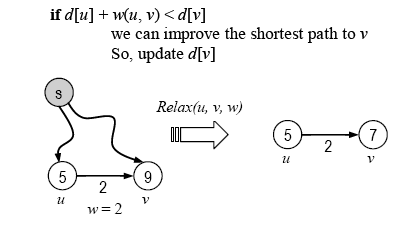 if d[u] + w(u, v) < d[v]
we can improve the shortest path to v
So, update d[v]
s
Relax(u, v, w)
5
2
9
u
v
w = 2
5
2
7
u
v